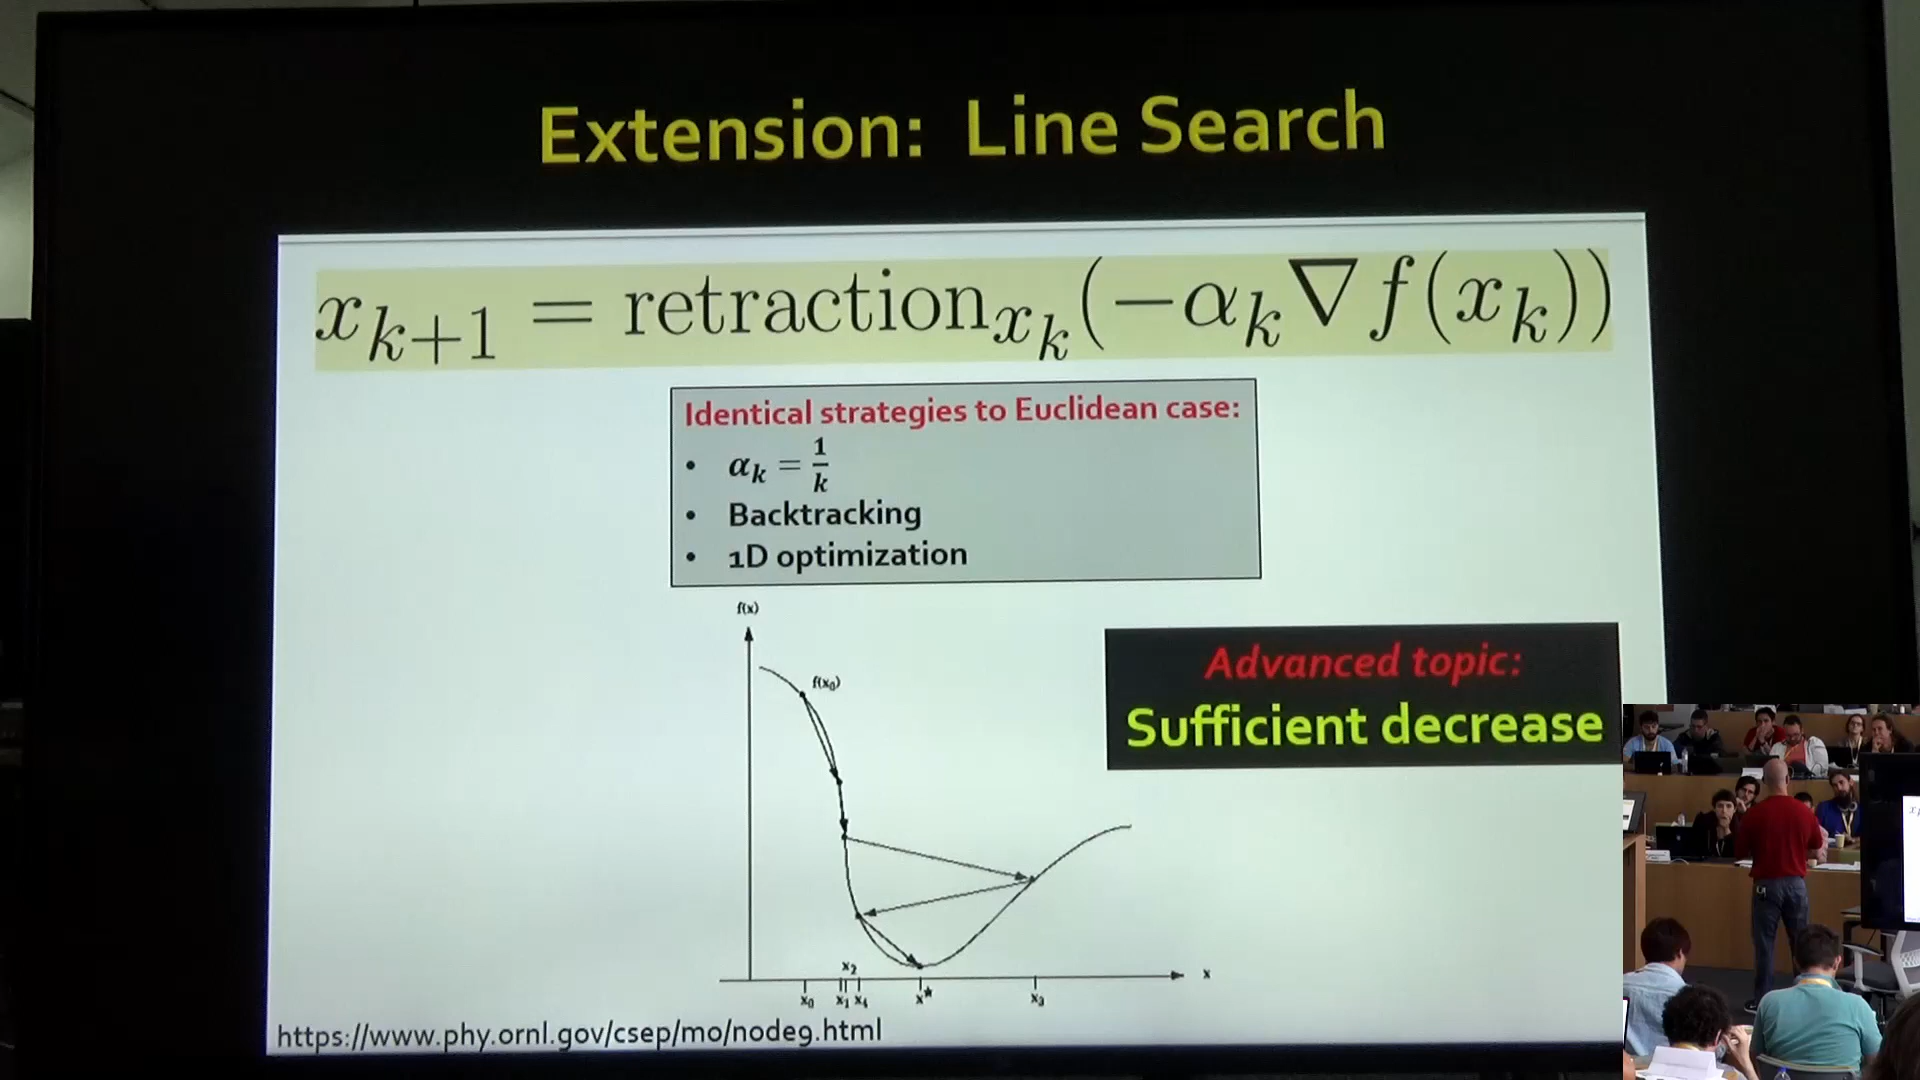 Extension: Line Search
x_{k+1} = retraction_{x_k}(−α_k∇f(x_k))
Identical strategies to Euclidean case:
• α_k = 1/k
• Backtracking
• 1D optimization
f(x)
f(x₀)
Advanced topic:
Sufficient decrease
x₂
x
x₀ x₁ x₄ x* x₃
https://www.phy.ornl.gov/csep/mo/node9.html